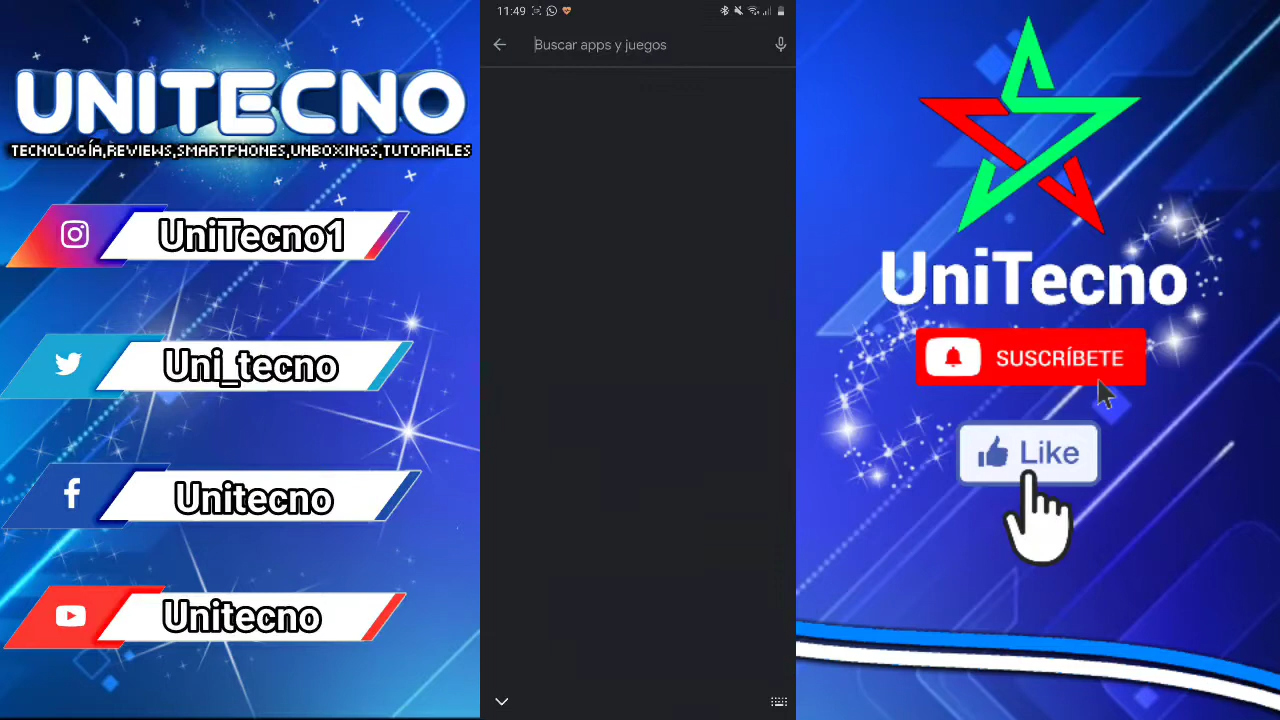 UNITECNO
TECNOLOGÍA,REVIEWS,SMARTPHONES,UNBOXINGS,TUTORIALES
UniTecno1
Uni_tecno
Unitecno
Unitecno
11:49
Buscar apps y juegos
UniTecno
SUSCRÍBETE
Like